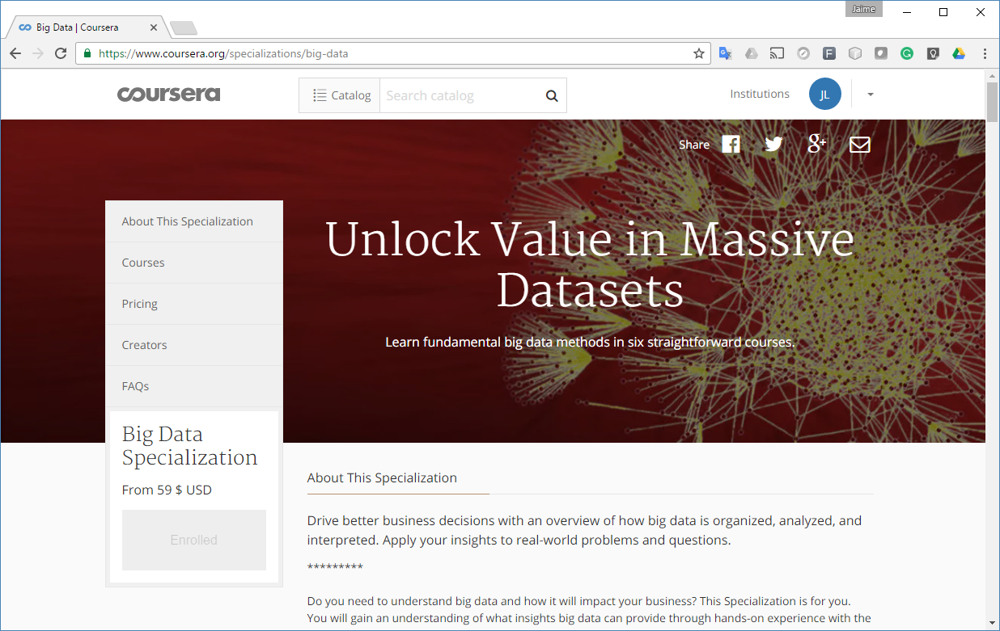 Jaime
Big Data | Coursera
https://www.coursera.org/specializations/big-data
coursera
Catalog
Search catalog
Institutions
JL
Share
About This Specialization
Courses
Pricing
Creators
FAQs
Unlock Value in Massive
Datasets
Learn fundamental big data methods in six straightforward courses.
Big Data
Specialization
From 59 $ USD
Enrolled
About This Specialization
Drive better business decisions with an overview of how big data is organized, analyzed, and
interpreted. Apply your insights to real-world problems and questions.
*********
Do you need to understand big data and how it will impact your business? This Specialization is for you.
You will gain an understanding of what insights big data can provide through hands-on experience with the